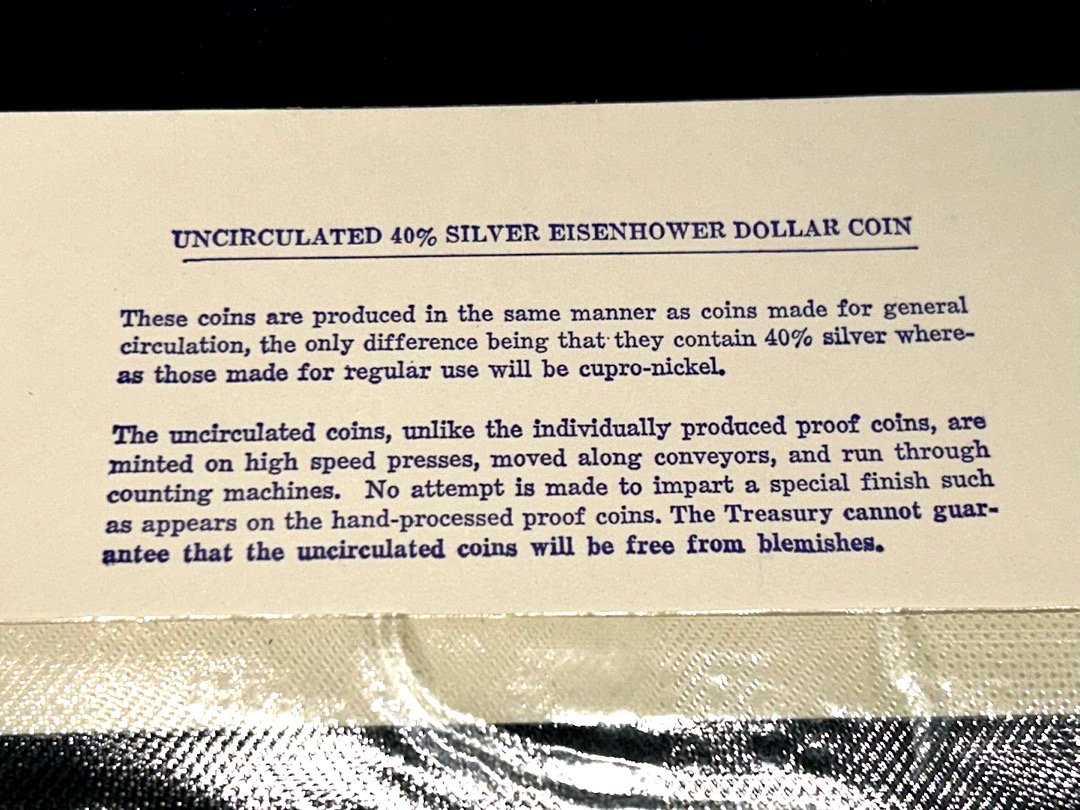 UNCIRCULATED 40% SILVER EISENHOWER DOLLAR COIN
These coins are produced in the same manner as coins made for general
circulation, the only difference being that they contain 40% silver where-
as those made for regular use will be cupro-nickel.
The uncirculated coins, unlike the individually produced proof coins, are
minted on high speed presses, moved along conveyors, and run through
counting machines. No attempt is made to impart a special finish such
as appears on the hand-processed proof coins. The Treasury cannot guar-
antee that the uncirculated coins will be free from blemishes.